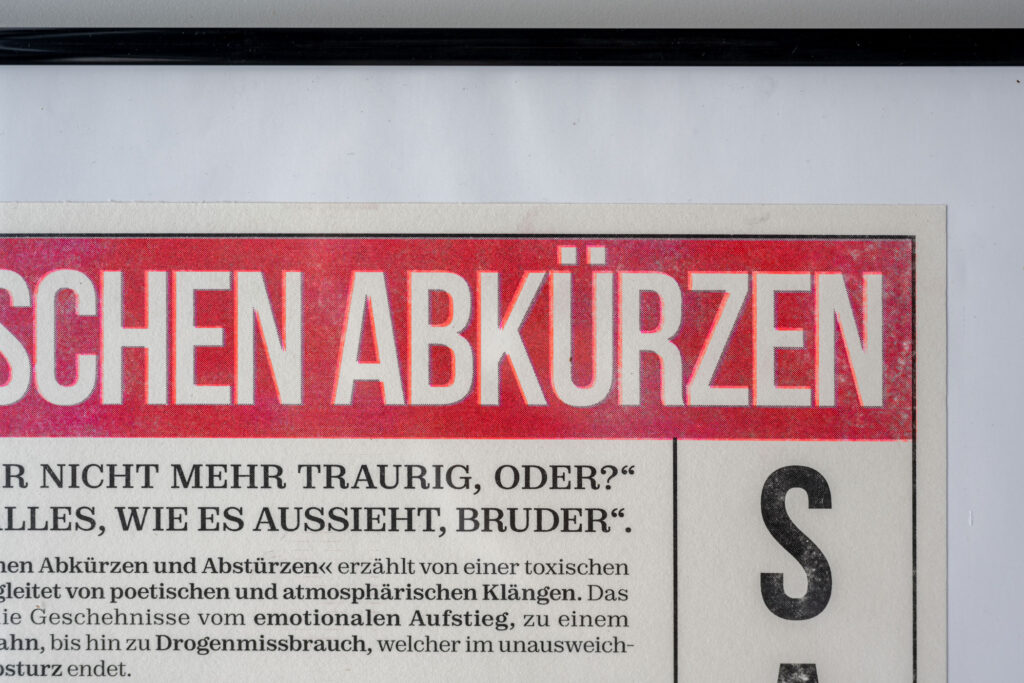 SCHEN ABKÜRZEN
R NICHT MEHR TRAURIG, ODER?“
ALLES, WIE ES AUSSIEHT, BRUDER“.
nen Abkürzen und Abstürzen« erzählt von einer toxischen
gleitet von poetischen und atmosphärischen Klängen. Das
ie Geschehnisse vom emotionalen Aufstieg, zu einem
ahn, bis hin zu Drogenmissbrauch, welcher im unausweich-
bsturz endet.
S